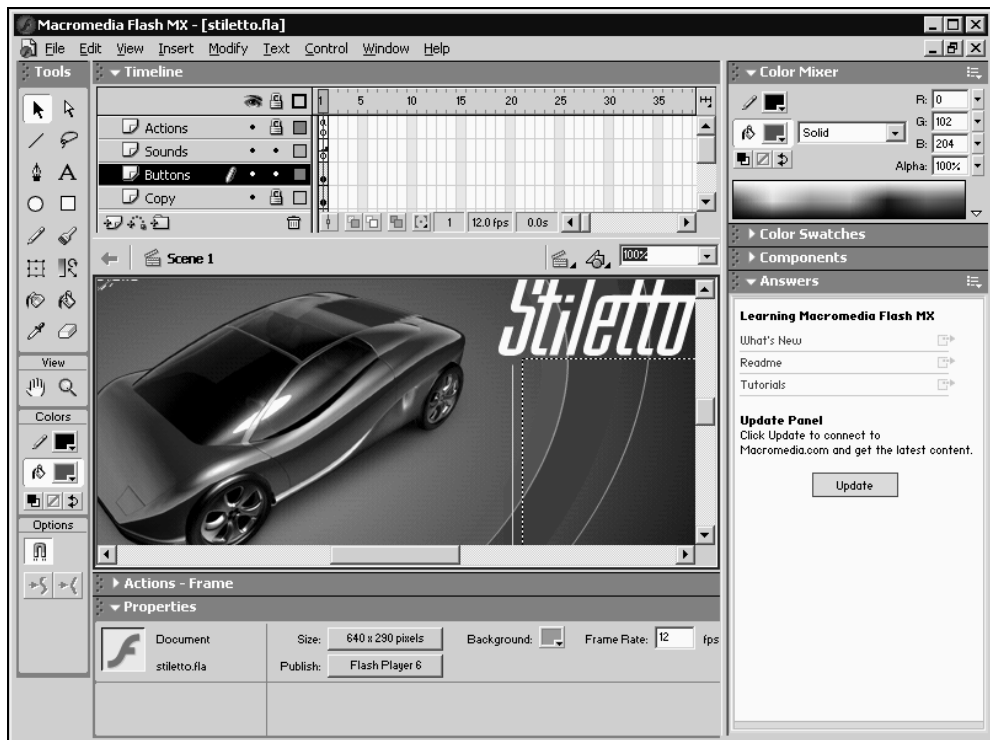 Macromedia Flash MX - [stiletto.fla]
File Edit View Insert Modify Text Control Window Help
Tools
Timeline
1 5 10 15 20 25 30 35
Actions
Sounds
Buttons
Copy
1 12.0 fps 0.0s
Scene 1
100%
Stiletto
A
View
Colors
Options
Actions - Frame
Properties
Document
stiletto.fla
Size: 640 x 290 pixels
Background:
Frame Rate: 12 fps
Publish: Flash Player 6
Color Mixer
R: 0
Solid
G: 102
B: 204
Alpha: 100%
Color Swatches
Components
Answers
Learning Macromedia Flash MX
What's New
Readme
Tutorials
Update Panel
Click Update to connect to
Macromedia.com and get the latest content.
Update